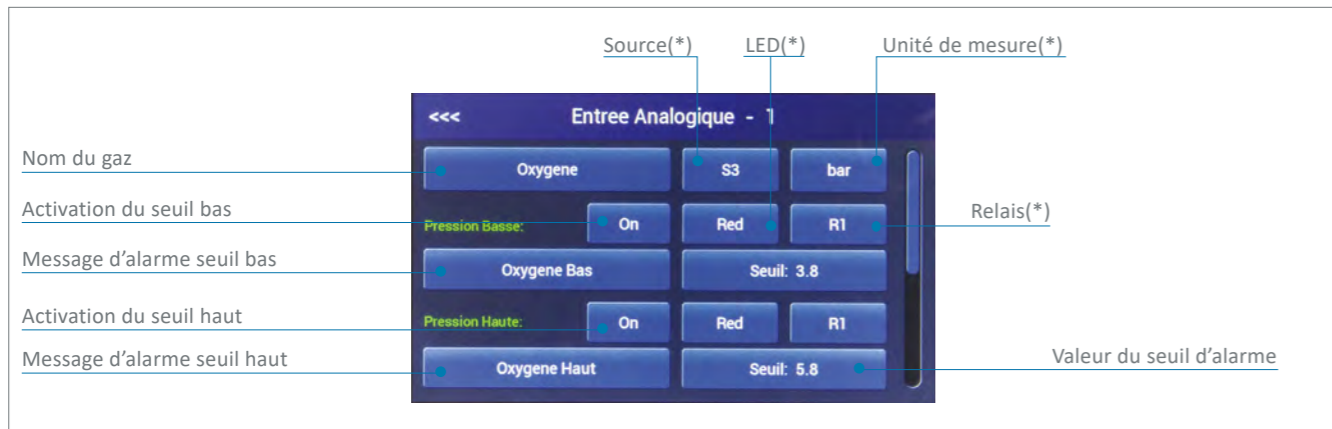 Source(*) LED(*) Unité de mesure(*)
<<< Entree Analogique - 1
Nom du gaz
Oxygene S3 bar
Activation du seuil bas
Pression Basse: On Red R1
Relais(*)
Message d’alarme seuil bas
Oxygene Bas Seuil: 3.8
Activation du seuil haut
Pression Haute: On Red R1
Message d’alarme seuil haut
Oxygene Haut Seuil: 5.8
Valeur du seuil d’alarme